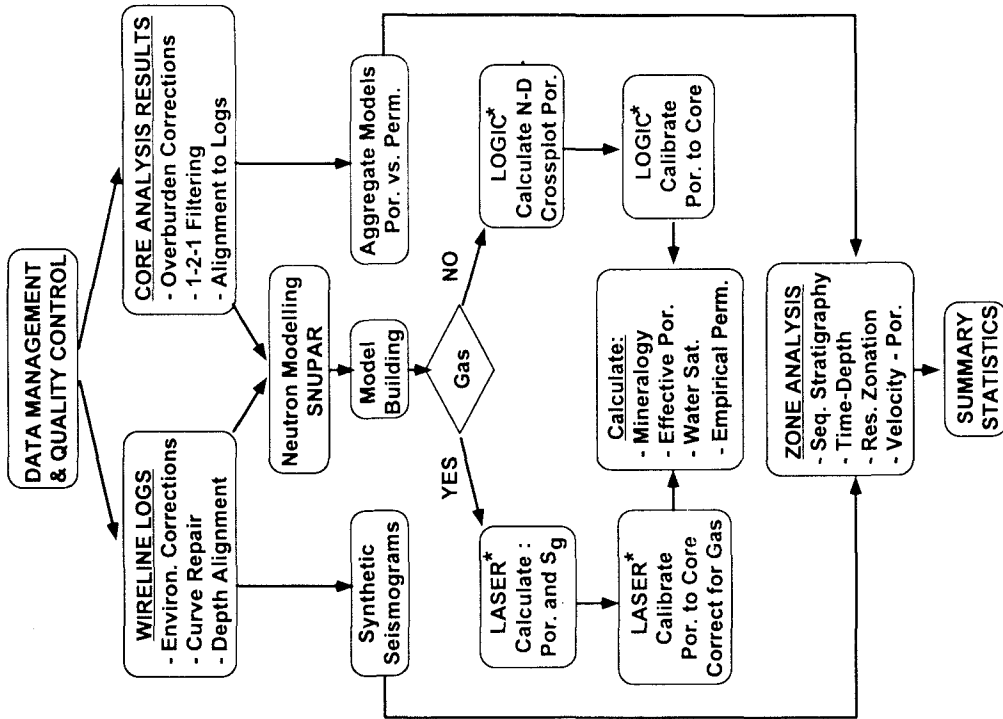 DATA MANAGEMENT
& QUALITY CONTROL
WIRELINE LOGS
- Environ. Corrections
- Curve Repair
- Depth Alignment
CORE ANALYSIS RESULTS
- Overburden Corrections
- 1-2-1 Filtering
- Alignment to Logs
Neutron Modelling
SNUPAR
Synthetic
Seismograms
Model
Building
Aggregate Models
Por. vs. Perm.
Gas
YES
NO
LASER*
Calculate :
Por. and Sg
LOGIC*
Calculate N-D
Crossplot Por.
LASER*
Calibrate
Por. to Core
Correct for Gas
Calculate:
- Mineralogy
- Effective Por.
- Water Sat.
- Empirical Perm.
LOGIC*
Calibrate
Por. to Core
ZONE ANALYSIS
- Seq. Stratigraphy
- Time-Depth
- Res. Zonation
- Velocity - Por.
SUMMARY
STATISTICS